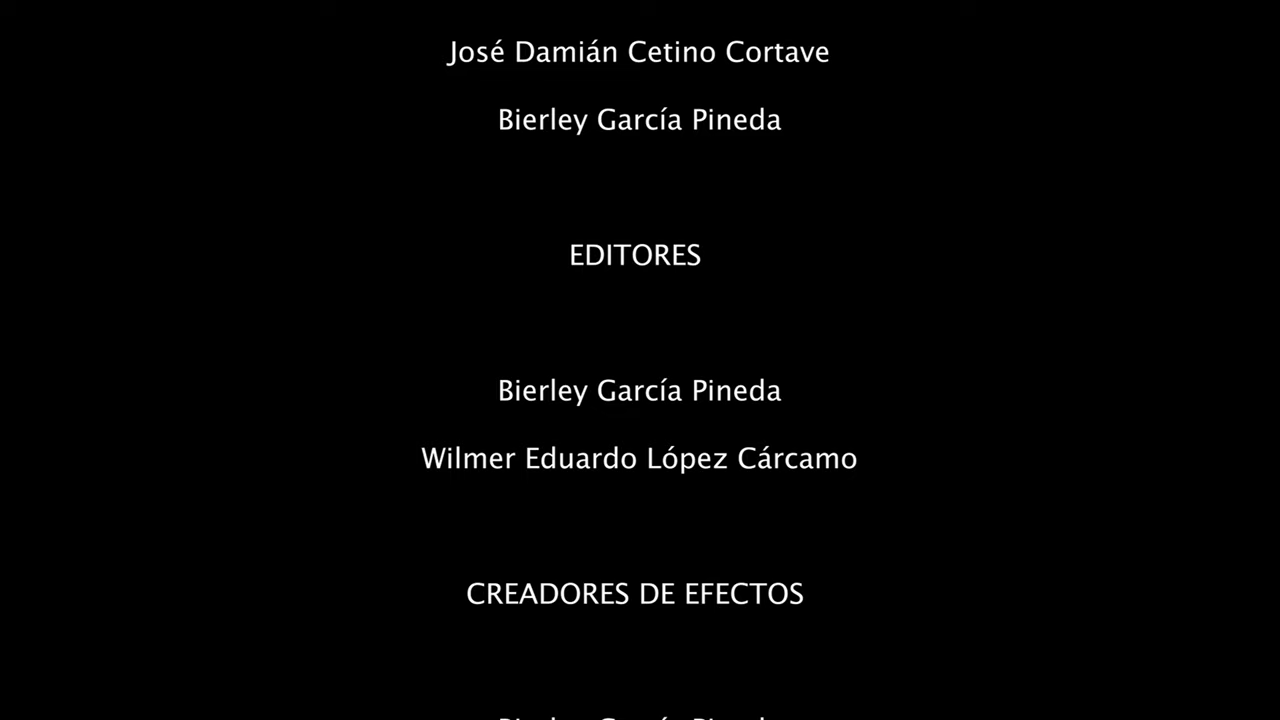 José Damián Cetino Cortave
Bierley García Pineda
EDITORES
Bierley García Pineda
Wilmer Eduardo López Cárcamo
CREADORES DE EFECTOS